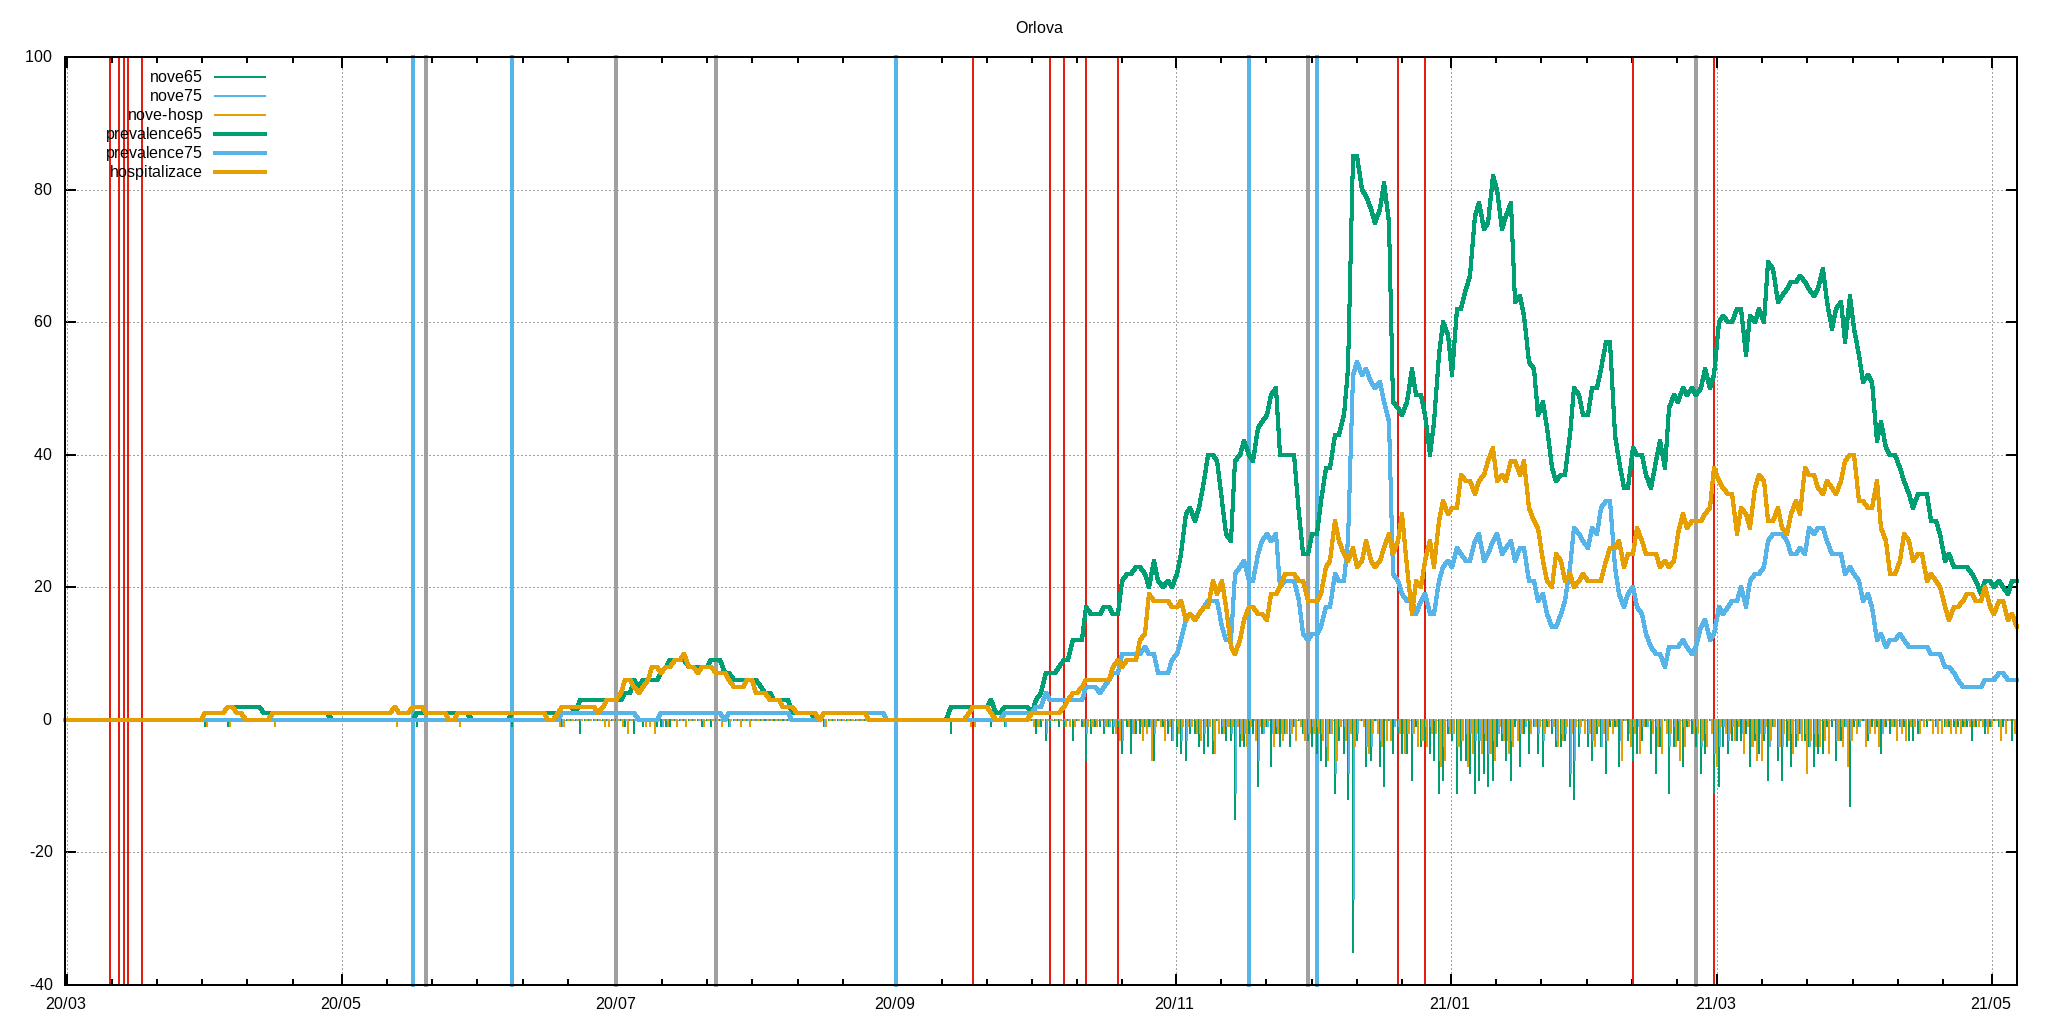 Orlova
100
80
60
40
20
0
-20
-40
nove65
nove75
nove-hosp
prevalence65
prevalence75
hospitalizace
20/03 20/05 20/07 20/09 20/11 21/01 21/03 21/05